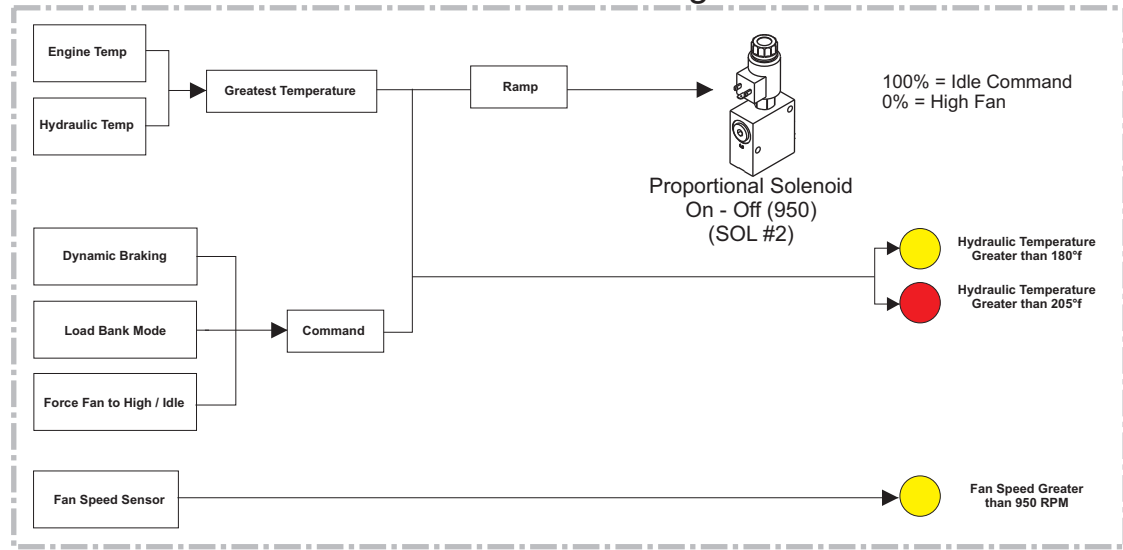 Engine Temp
Hydraulic Temp
Greatest Temperature
Ramp
100% = Idle Command
0% = High Fan
Proportional Solenoid
On - Off (950)
(SOL #2)
Dynamic Braking
Load Bank Mode
Force Fan to High / Idle
Command
Hydraulic Temperature
Greater than 180°f
Hydraulic Temperature
Greater than 205°f
Fan Speed Sensor
Fan Speed Greater
than 950 RPM